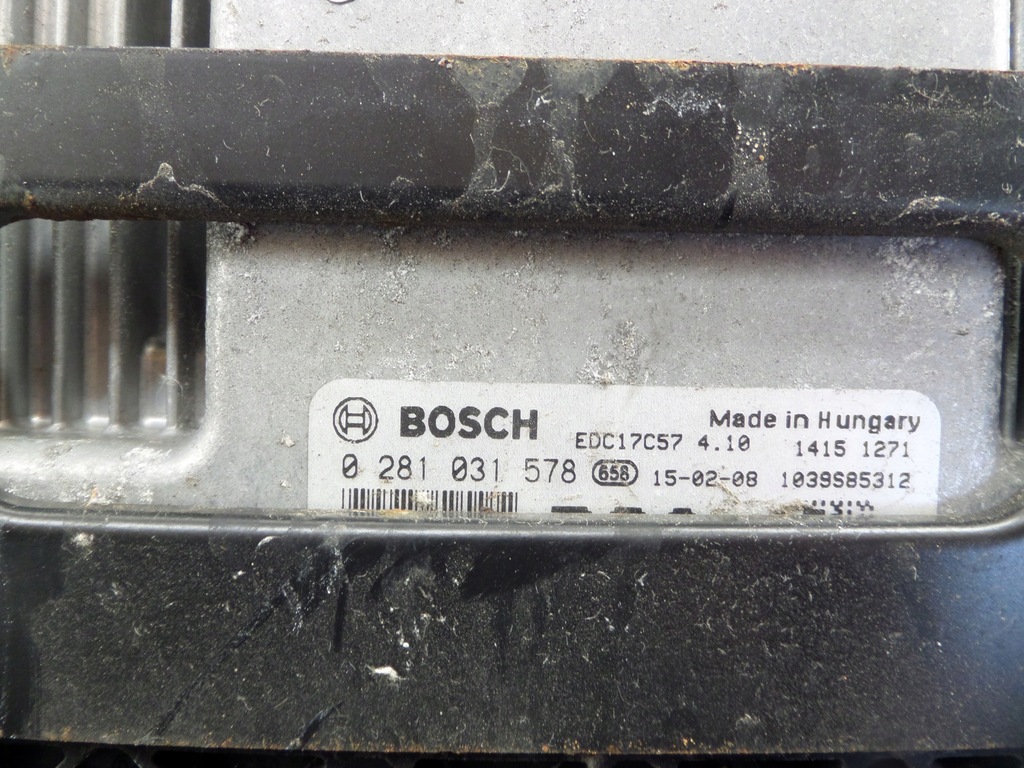 BOSCH Made in Hungary
EDC17C57 4.10 1415 1271
0 281 031 578 658 15-02-08 1039S85312